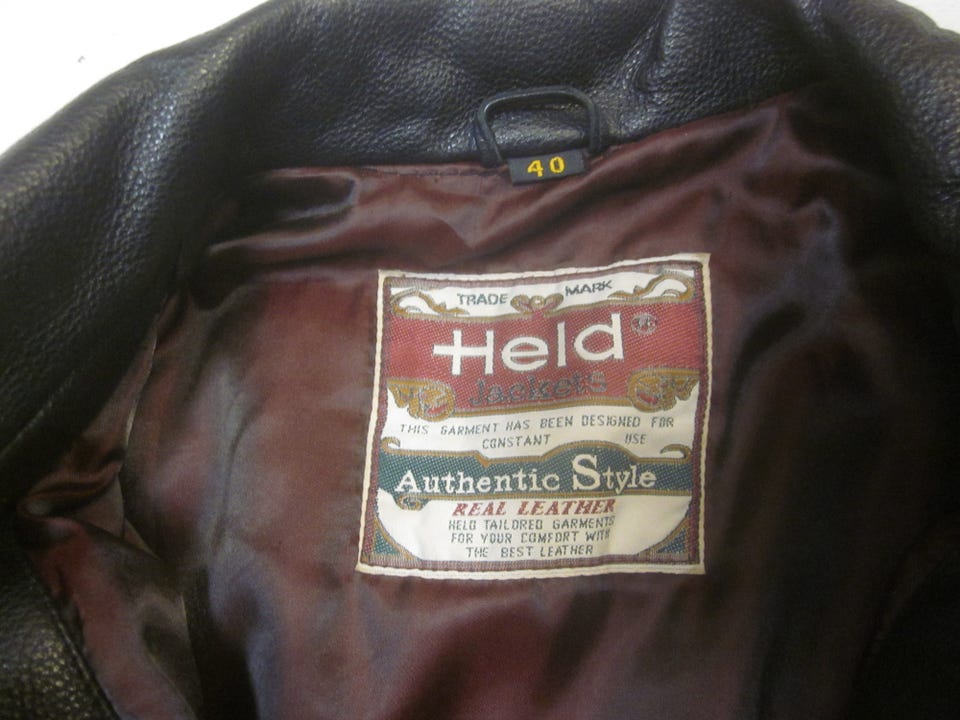 40
TRADE MARK
Held
Jackets
THIS GARMENT HAS BEEN DESIGNED FOR
CONSTANT USE
Authentic Style
REAL LEATHER
HELD TAILORED GARMENTS
FOR YOUR COMFORT WITH
THE BEST LEATHER